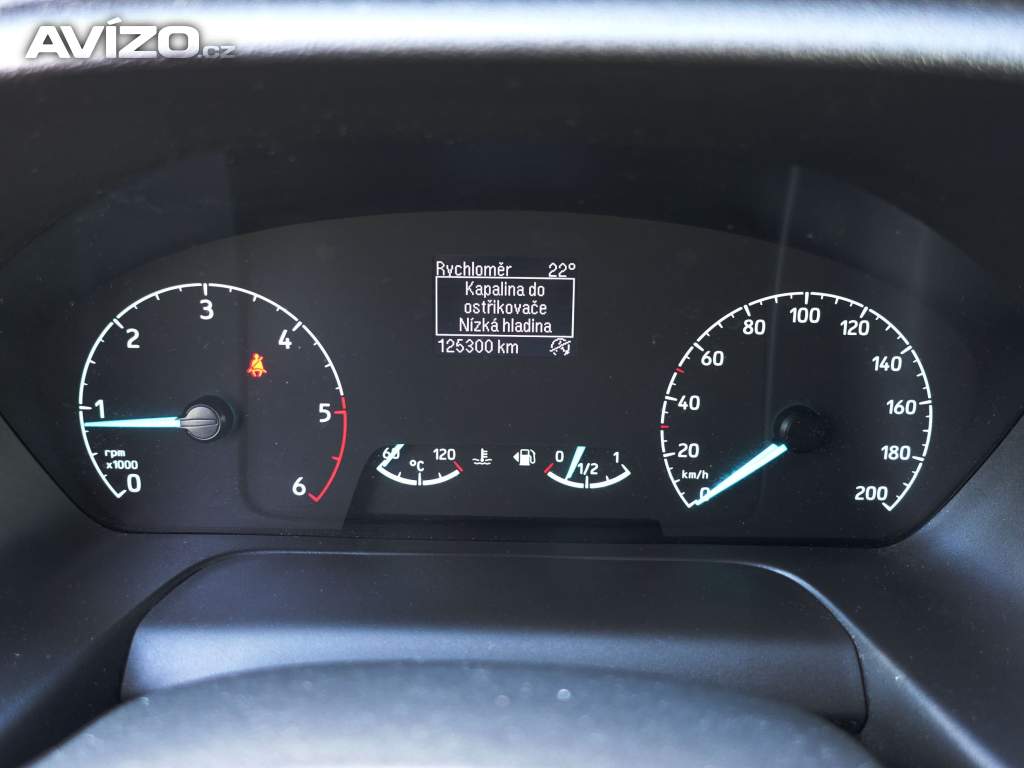 AVÍZO.cz
Rychloměr 22°
Kapalina do
ostřikovače
Nízká hladina
125300 km
0 1 2 3 4 5 6
rpm
x1000
60 120
°C
0 1/2 1
0 20 40 60 80 100 120 140 160 180 200
km/h